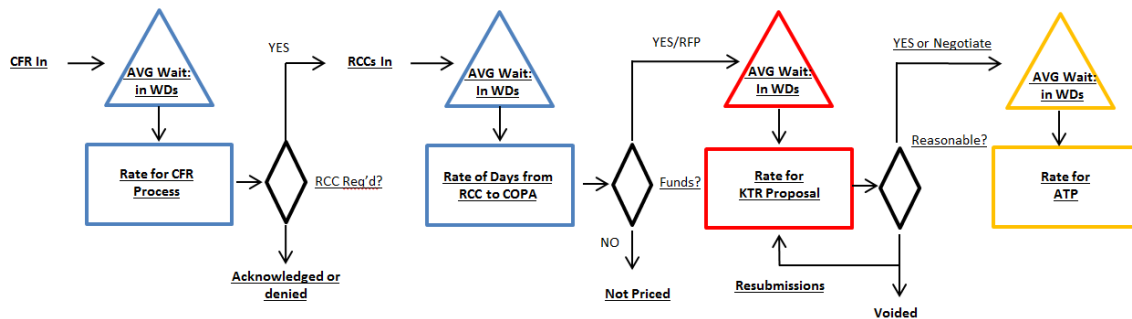 CFR In
AVG Wait:
in WDs
Rate for CFR
Process
YES
RCC Req'd?
Acknowledged or
denied
RCCs In
AVG Wait:
In WDs
Rate of Days from
RCC to COPA
YES/RFP
Funds?
NO
Not Priced
AVG Wait:
In WDs
Rate for
KTR Proposal
Resubmissions
YES or Negotiate
Reasonable?
Voided
AVG Wait:
in WDs
Rate for
ATP